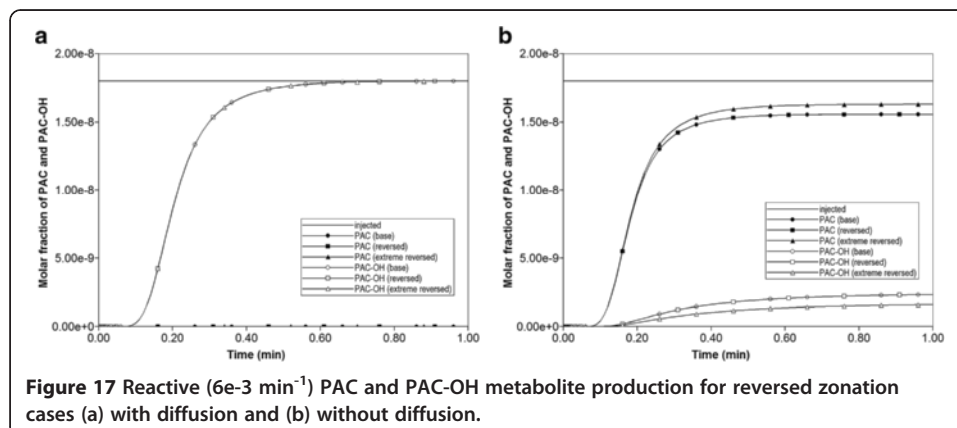 a
b
2.00e-8
1.50e-8
1.00e-8
5.00e-9
0.00e+0
Molar fraction of PAC and PAC-OH
injected
PAC (base)
PAC (reversed)
PAC (extreme reversed)
PAC-OH (base)
PAC-OH (reversed)
PAC-OH (extreme reversed)
0.00 0.20 0.40 0.60 0.80 1.00
Time (min)
2.00e-8
1.50e-8
1.00e-8
5.00e-9
0.00e+0
Molar fraction of PAC and PAC-OH
injected
PAC (base)
PAC (reversed)
PAC (extreme reversed)
PAC-OH (base)
PAC-OH (reversed)
PAC-OH (extreme reversed)
0.00 0.20 0.40 0.60 0.80 1.00
Time (min)
Figure 17 Reactive (6e-3 min⁻¹) PAC and PAC-OH metabolite production for reversed zonation
cases (a) with diffusion and (b) without diffusion.